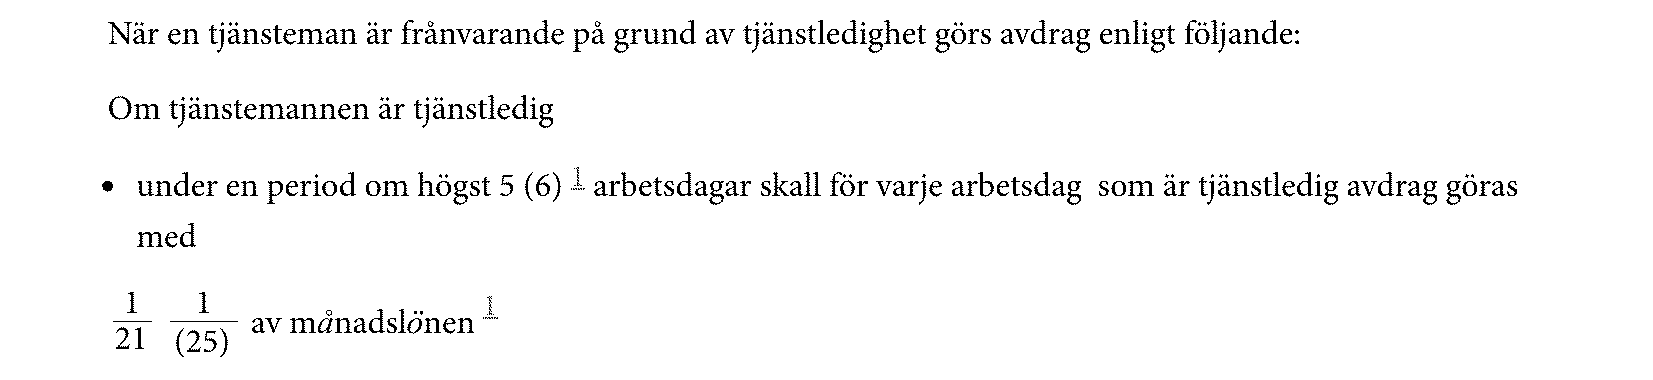 När en tjänsteman är frånvarande på grund av tjänstledighet görs avdrag enligt följande:
Om tjänstemannen är tjänstledig
• under en period om högst 5 (6) 1 arbetsdagar skall för varje arbetsdag  som är tjänstledig avdrag göras
med
1/21 1/(25) av månadslönen 1